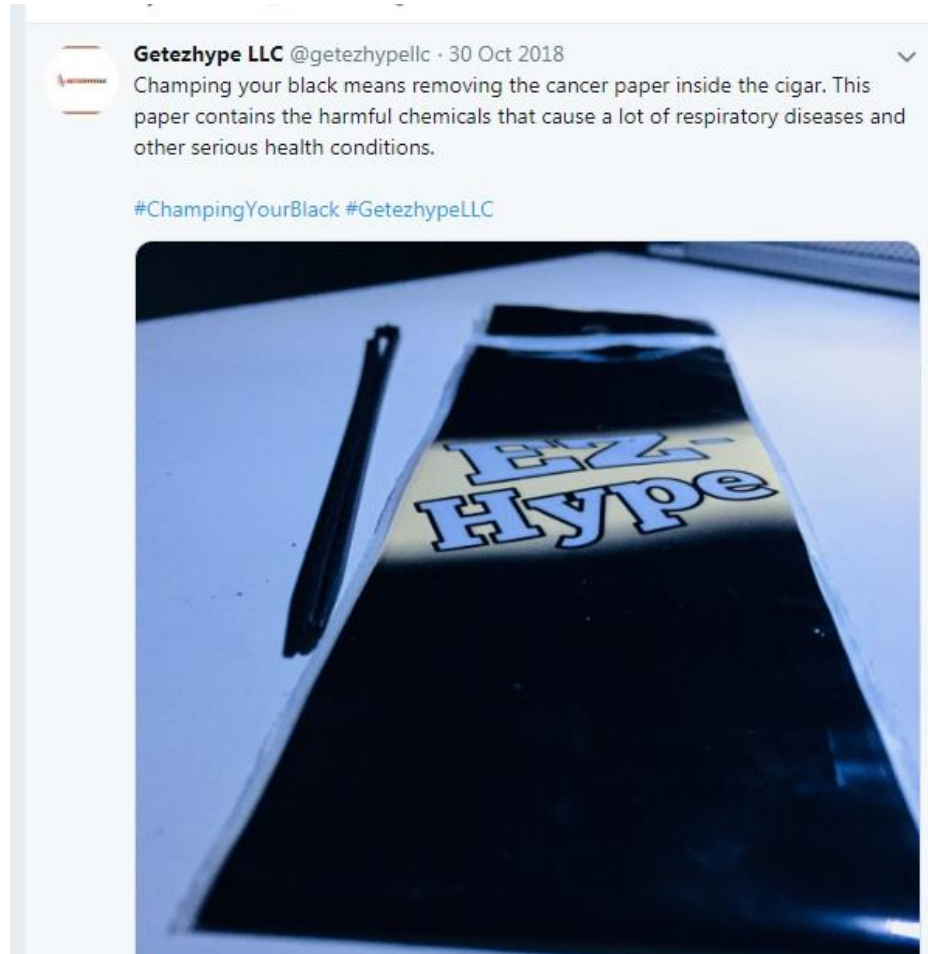 Getezhype LLC @getezhypellc · 30 Oct 2018
Champing your black means removing the cancer paper inside the cigar. This
paper contains the harmful chemicals that cause a lot of respiratory diseases and
other serious health conditions.
#ChampingYourBlack #GetezhypeLLC
EZ-
Hype